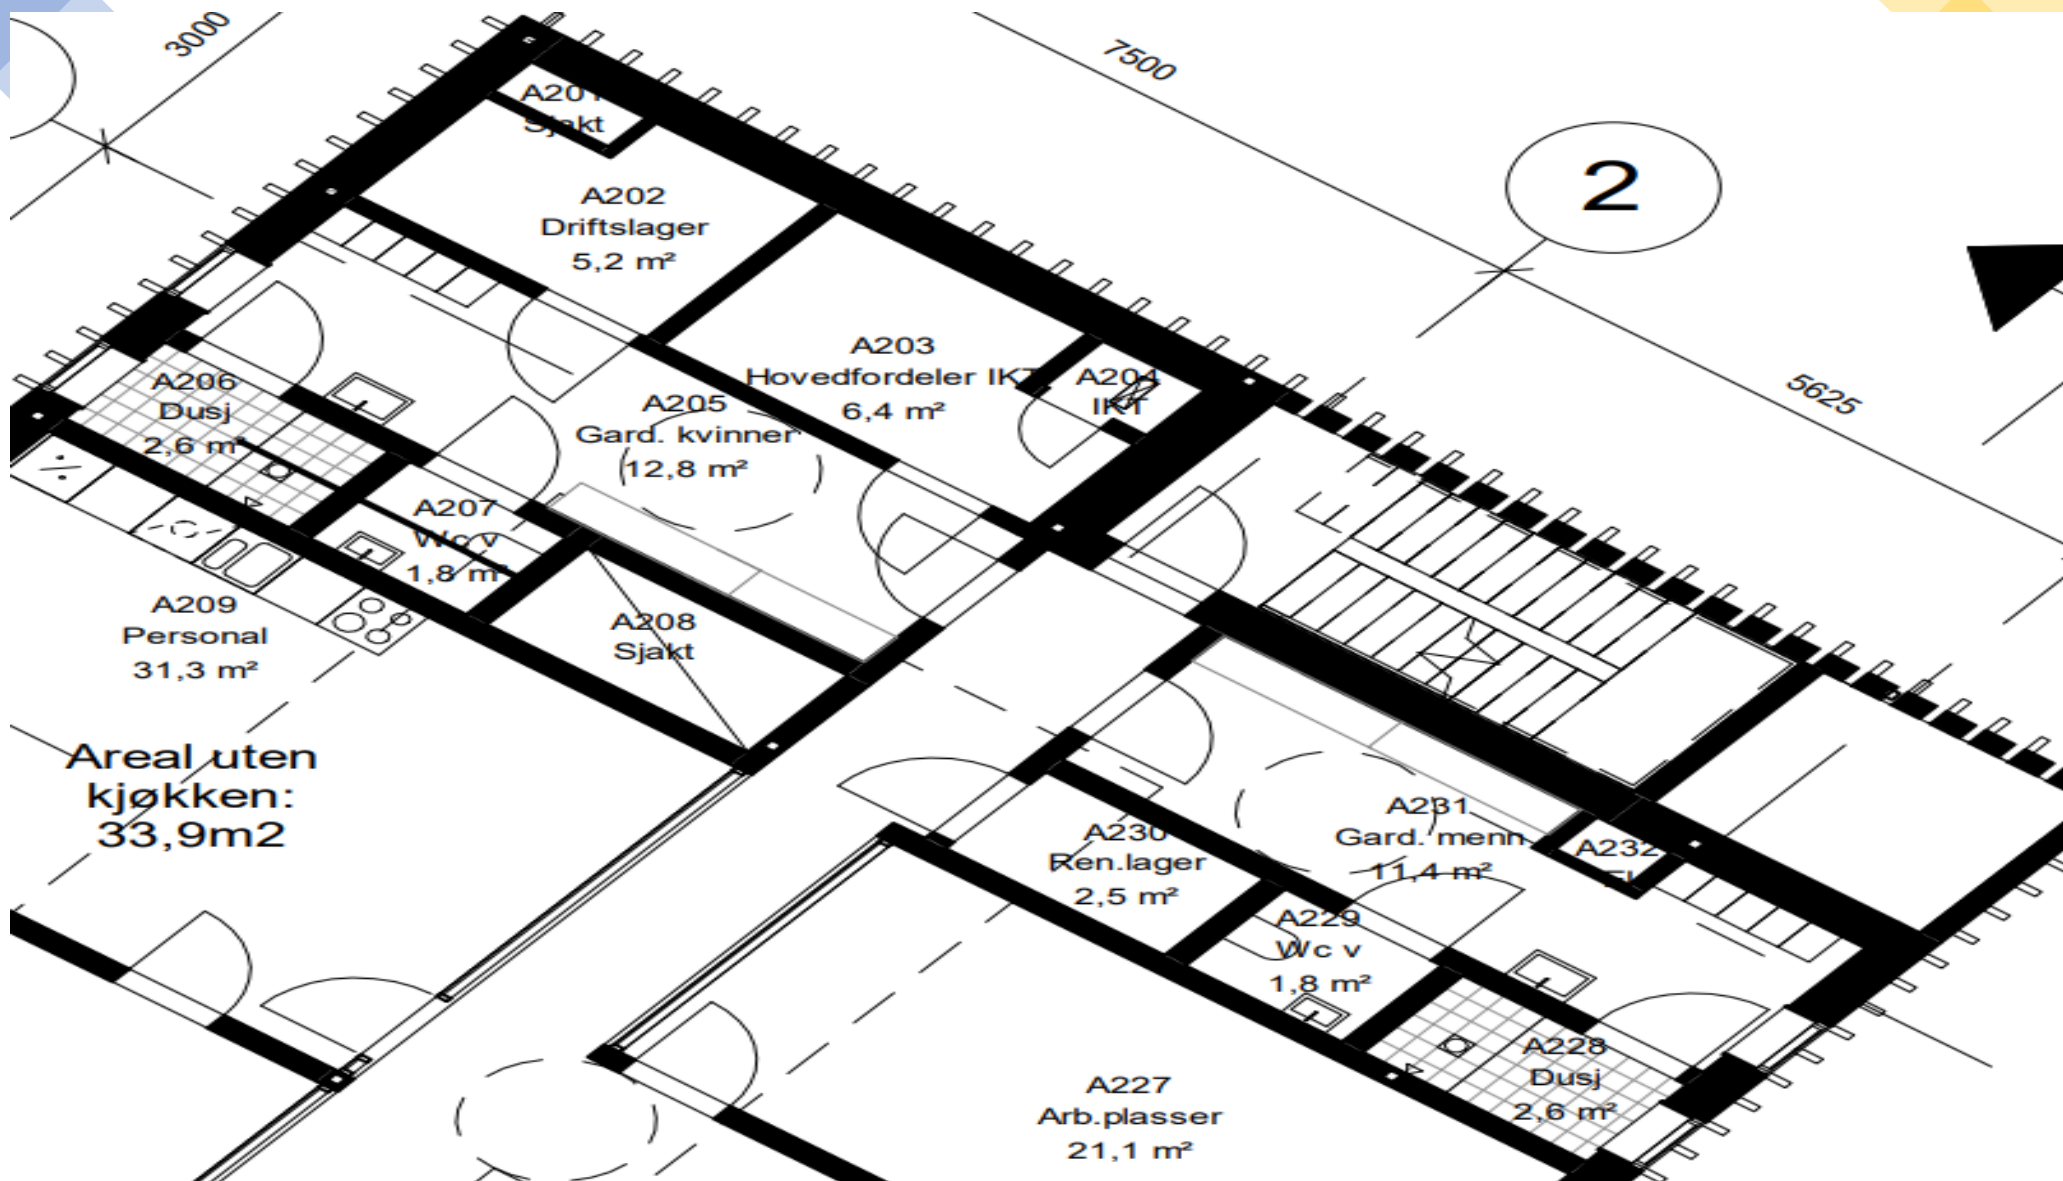 3000
7500
2
5625
A201
Sjakt
A202
Driftslager
5,2 m²
A203
Hovedfordeler IKT
6,4 m²
A204
IKT
A205
Gard. kvinner
12,8 m²
A206
Dusj
2,6 m²
A207
Wc v
1,8 m²
A208
Sjakt
A209
Personal
31,3 m²
Areal uten
kjøkken:
33,9m2
A231
Gard. menn
11,4 m²
A232
A230
Ren.lager
2,5 m²
A229
Wc v
1,8 m²
A228
Dusj
2,6 m²
A227
Arb.plasser
21,1 m²